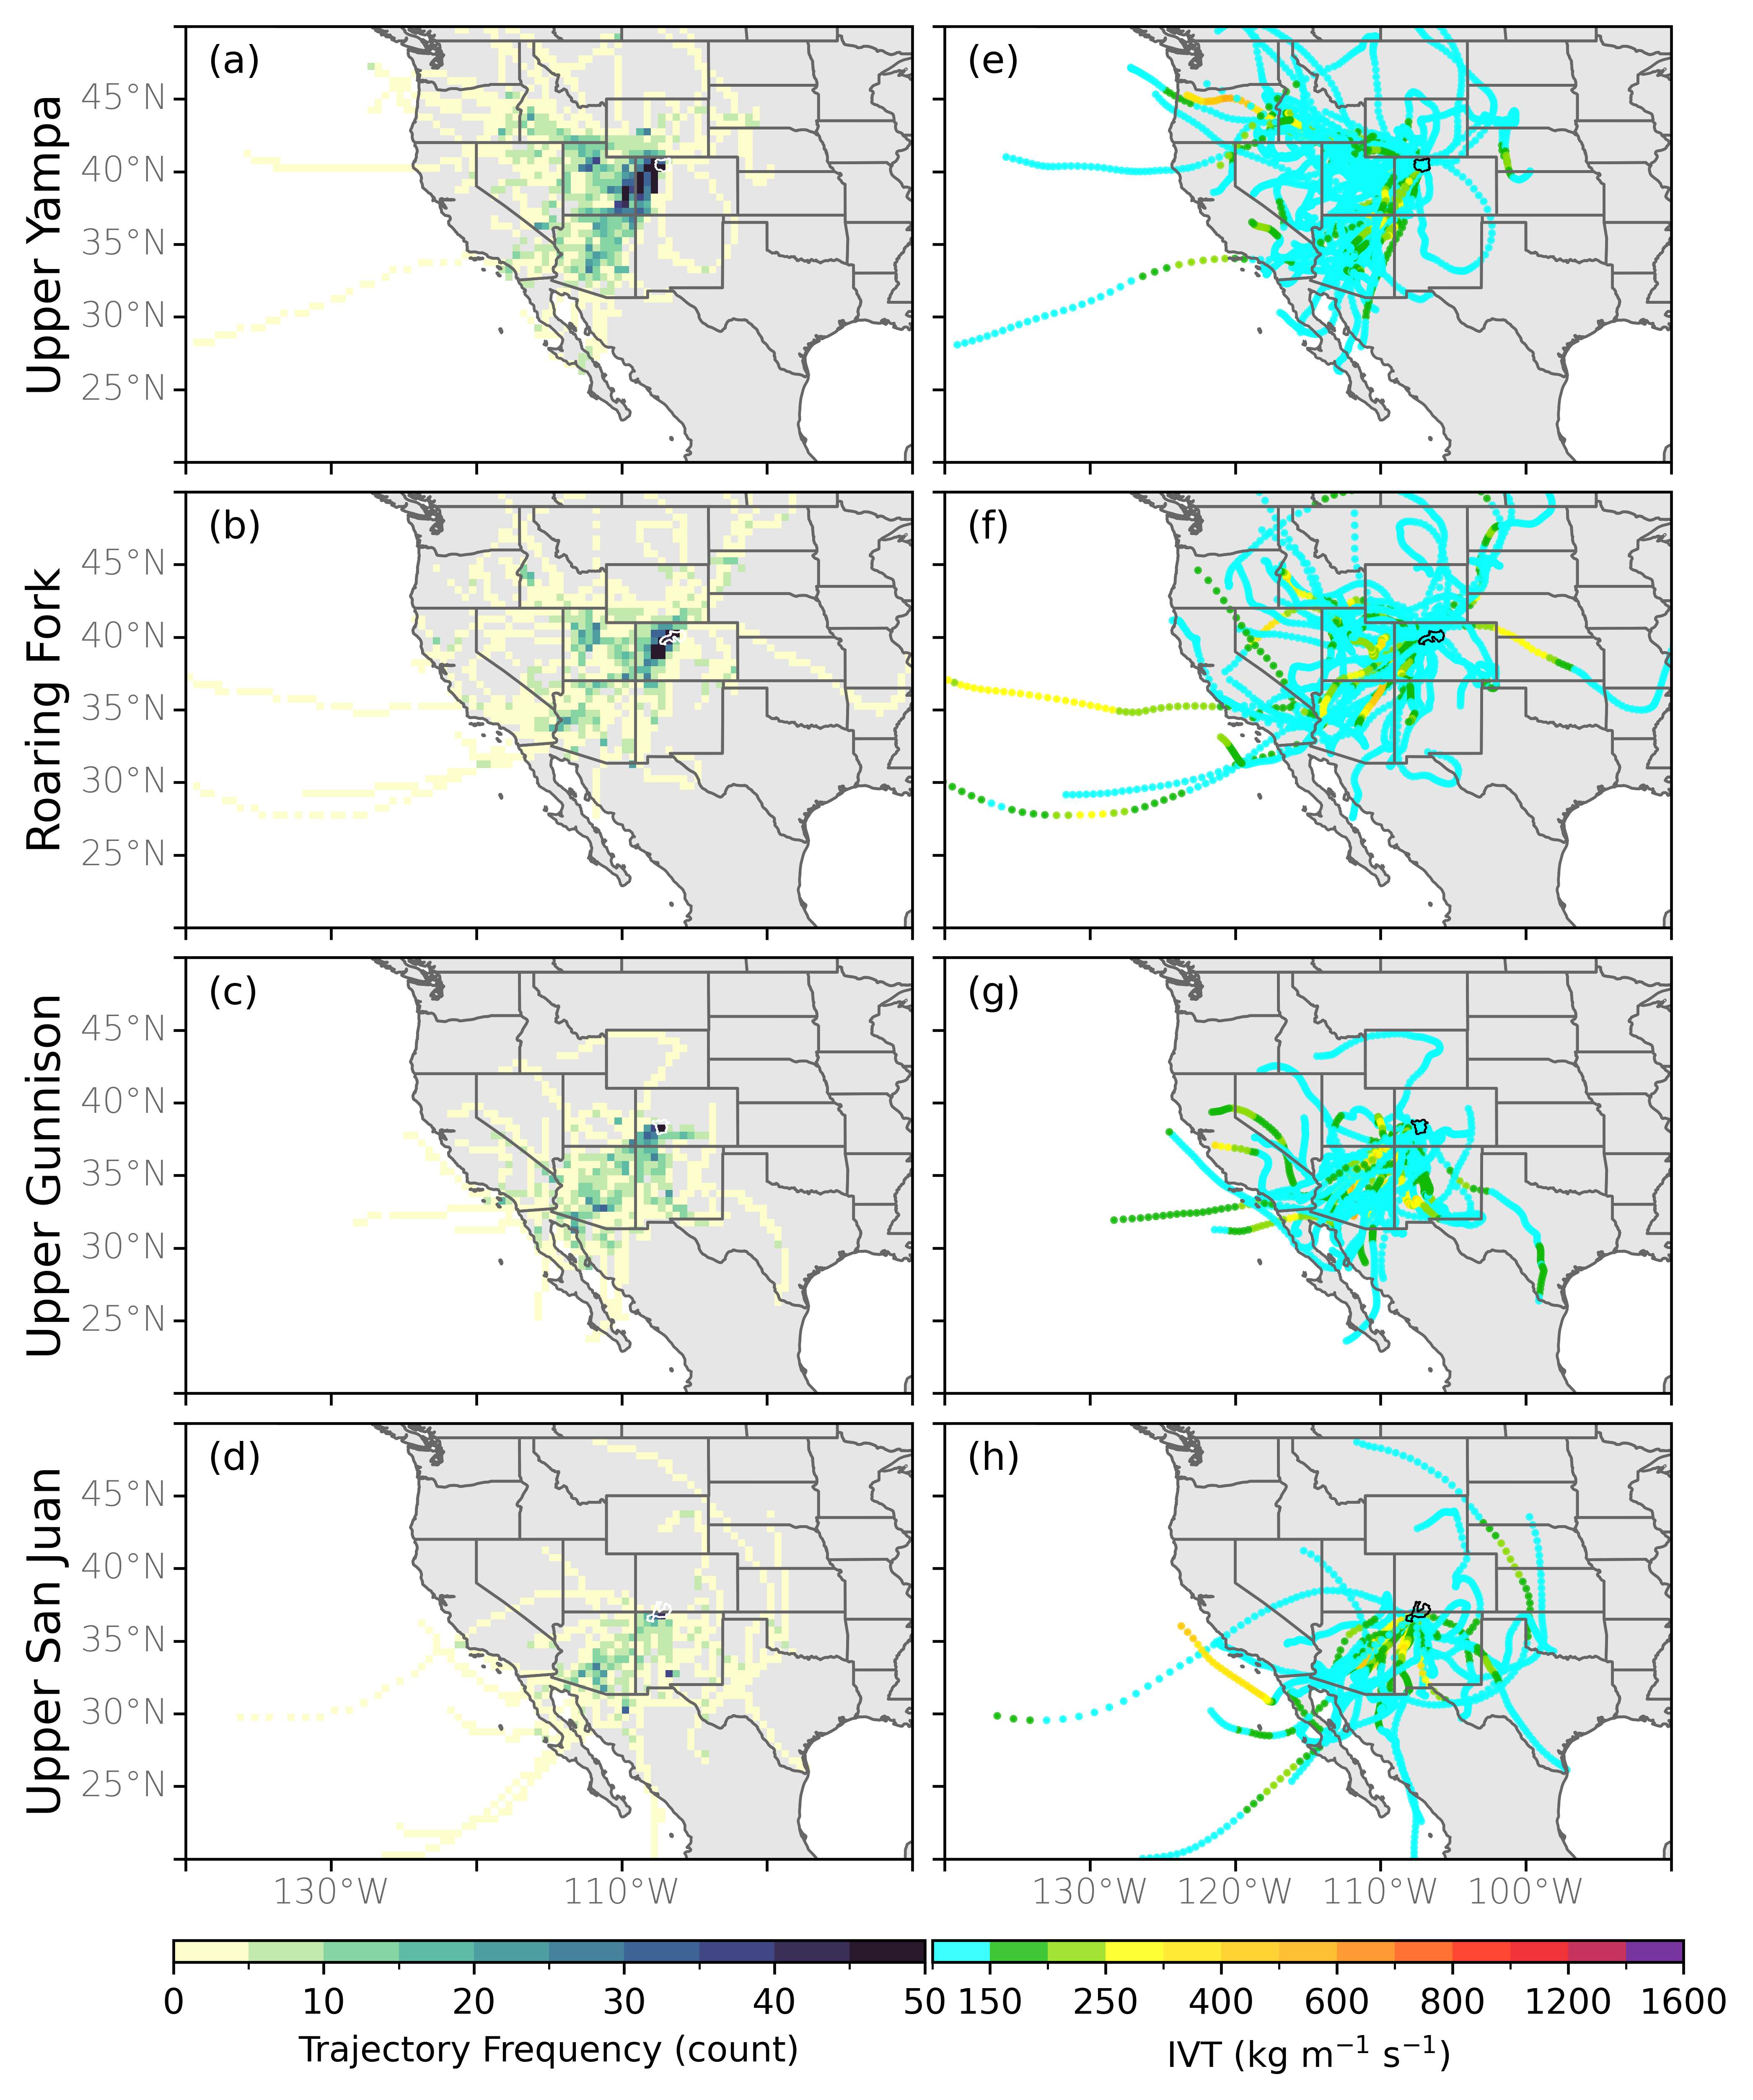 Upper Yampa
(a)
45°N
40°N
35°N
30°N
25°N
(e)
Roaring Fork
(b)
45°N
40°N
35°N
30°N
25°N
(f)
Upper Gunnison
(c)
45°N
40°N
35°N
30°N
25°N
(g)
Upper San Juan
(d)
45°N
40°N
35°N
30°N
25°N
(h)
130°W 110°W
130°W 120°W 110°W 100°W
0 10 20 30 40 50
Trajectory Frequency (count)
150 250 400 600 800 1200 1600
IVT (kg m⁻¹ s⁻¹)